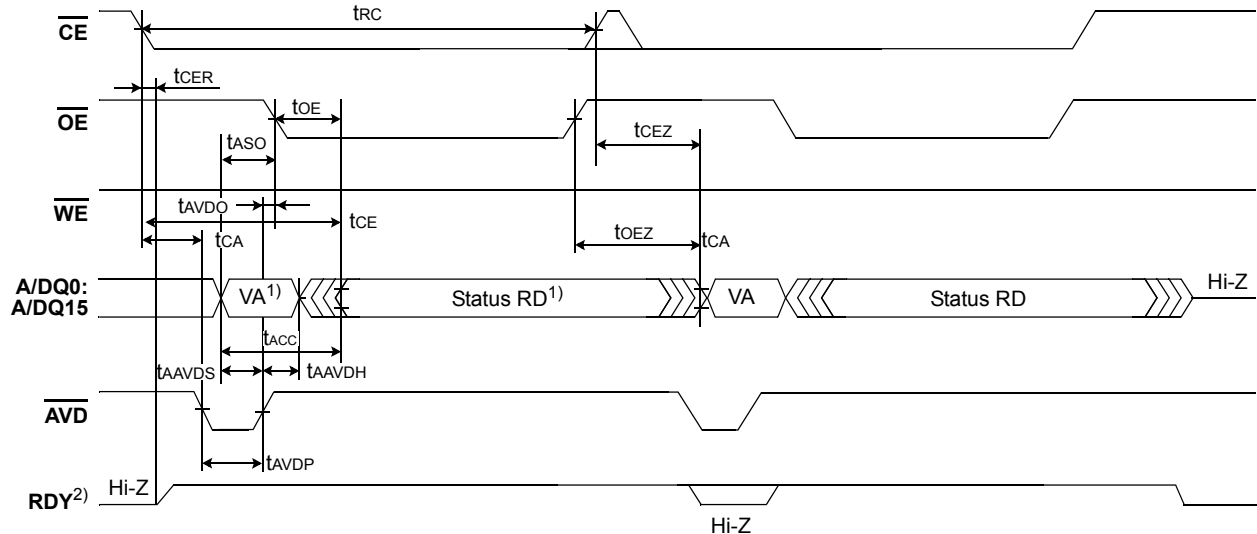 tRC
CE
tCER
tOE
OE
tCEZ
tASO
WE
tAVDO
tCE
tCA
tOEZ
tCA
A/DQ0:
A/DQ15
VA1)
Status RD1)
VA
Status RD
Hi-Z
tACC
tAAVDS
tAAVDH
AVD
tAVDP
Hi-Z
RDY2)
Hi-Z